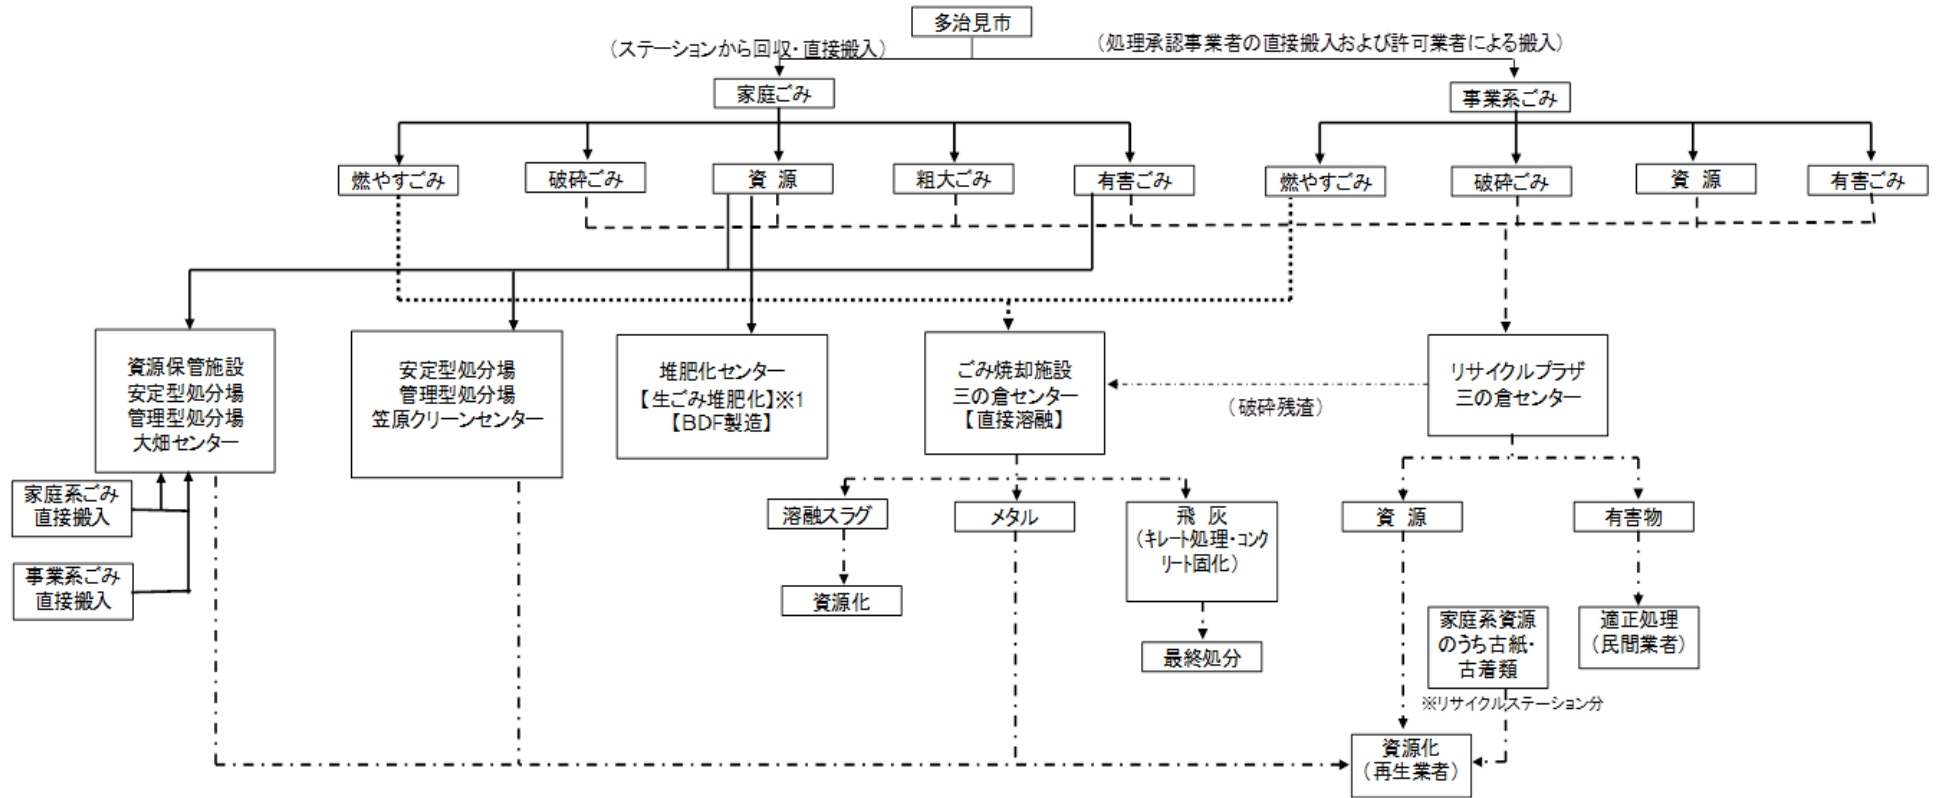 多治見市
（ステーションから回収・直接搬入）
（処理承認事業者の直接搬入および許可業者による搬入）
家庭ごみ
事業系ごみ
燃やすごみ
破砕ごみ
資 源
粗大ごみ
有害ごみ
燃やすごみ
破砕ごみ
資 源
有害ごみ
資源保管施設
安定型処分場
管理型処分場
大畑センター
安定型処分場
管理型処分場
笠原クリーンセンター
堆肥化センター
【生ごみ堆肥化】※1
【BDF製造】
ごみ焼却施設
三の倉センター
【直接溶融】
（破砕残渣）
リサイクルプラザ
三の倉センター
家庭系ごみ
直接搬入
事業系ごみ
直接搬入
溶融スラグ
メタル
飛 灰
（キレート処理・コンク
リート固化）
資 源
有害物
資源化
最終処分
家庭系資源
のうち古紙・
古着類
※リサイクルステーション分
適正処理
（民間業者）
資源化
（再生業者）